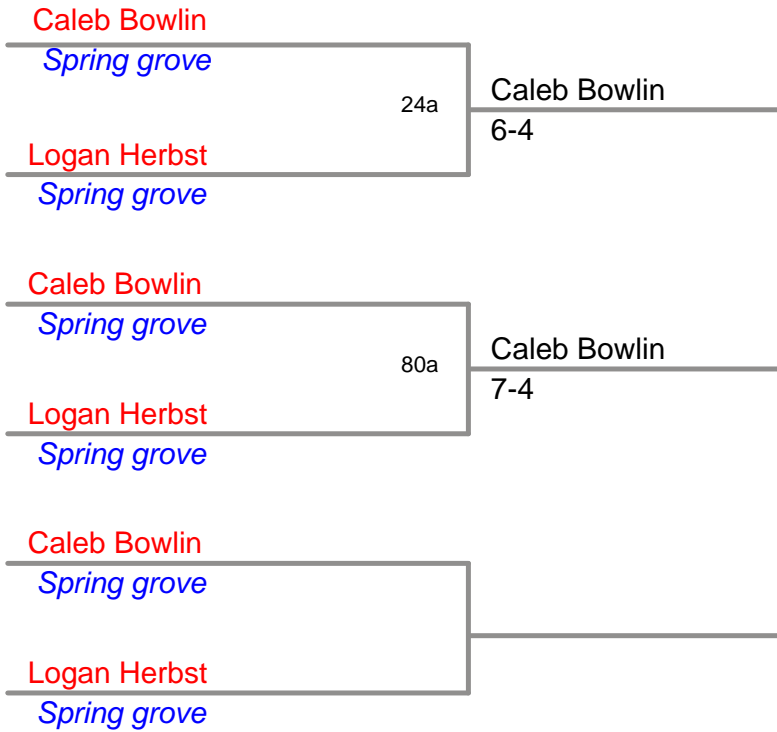 Caleb Bowlin
Spring grove
24a
Caleb Bowlin
6-4
Logan Herbst
Spring grove
Caleb Bowlin
Spring grove
80a
Caleb Bowlin
7-4
Logan Herbst
Spring grove
Caleb Bowlin
Spring grove
Logan Herbst
Spring grove